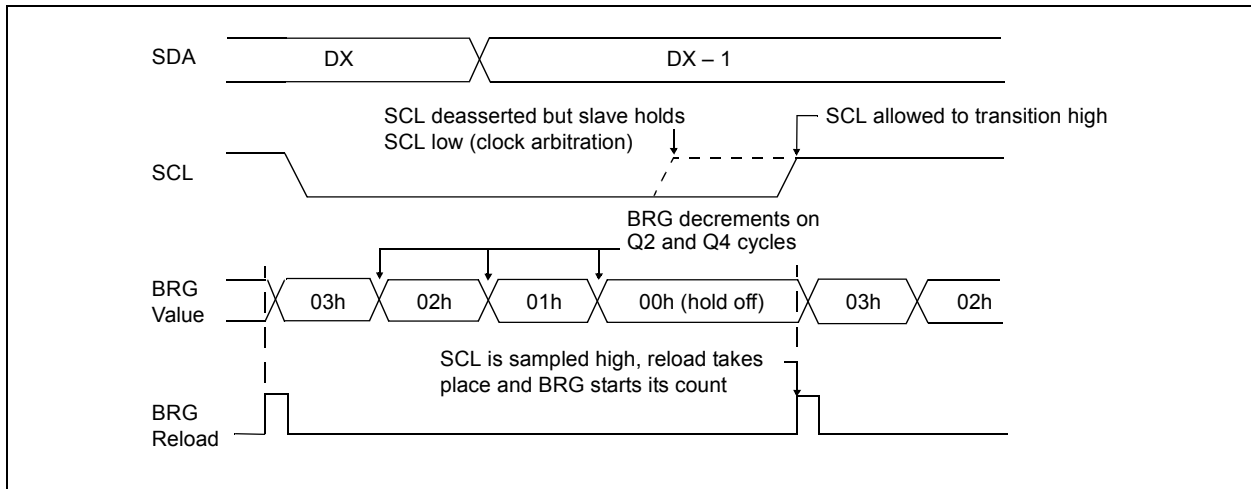 SDA
DX
DX – 1
SCL deasserted but slave holds
SCL low (clock arbitration)
SCL allowed to transition high
SCL
BRG decrements on
Q2 and Q4 cycles
BRG
Value
03h
02h
01h
00h (hold off)
03h
02h
SCL is sampled high, reload takes
place and BRG starts its count
BRG
Reload